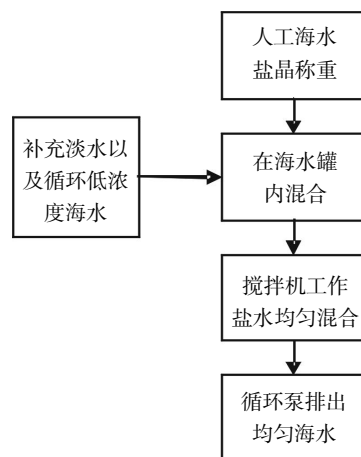 人工海水
盐晶称重
补充淡水以
及循环低浓
度海水
在海水罐
内混合
搅拌机工作
盐水均匀混合
循环泵排出
均匀海水